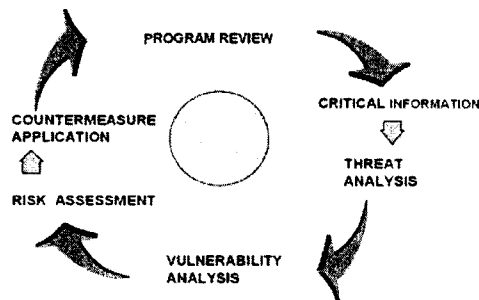 PROGRAM REVIEW
CRITICAL INFORMATION
THREAT
ANALYSIS
VULNERABILITY
ANALYSIS
RISK ASSESSMENT
COUNTERMEASURE
APPLICATION